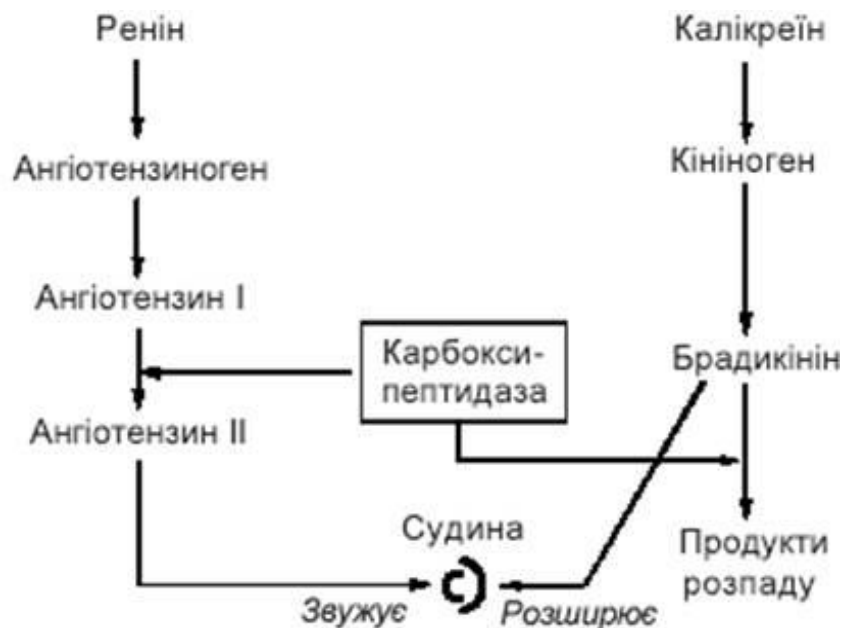 Ренін
Калікреїн
Ангіотензиноген
Кініноген
Ангіотензин I
Карбокси-
пептидаза
Брадикінін
Ангіотензин II
Судина
Продукти
розпаду
Звужує
Розширює